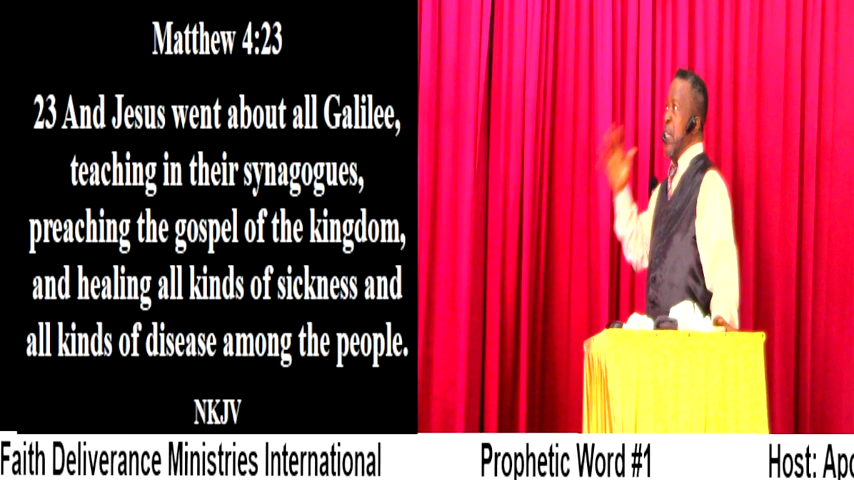 Matthew 4:23
23 And Jesus went about all Galilee,
teaching in their synagogues,
preaching the gospel of the kingdom,
and healing all kinds of sickness and
all kinds of disease among the people.
NKJV
Faith Deliverance Ministries International Prophetic Word #1 Host: Apo